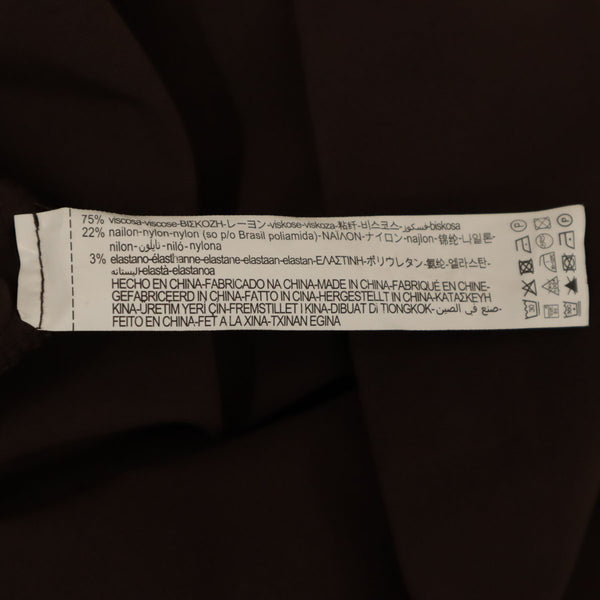 75% viscosa-viscose-ΒΙΣΚΟΖΗ-レーヨン-viskose-viskoza-粘纤-비스코스-فسكوز-biskosa
22% nailon-nylon-nylon (so p/o Brasil poliamida)-ΝΑΪΛΟΝ-ナイロン-najlon-锦纶-나일론-
nilon-نايلون-niló-nylona
3% elastano-élasthanne-elastane-elastaan-elastan-ΕΛΑΣΤΙΝΗ-ポリウレタン-氨纶-엘라스탄-
اليستانه-elastà-elastanoa
HECHO EN CHINA-FABRICADO NA CHINA-MADE IN CHINA-FABRIQUÉ EN CHINE-
GEFABRICEERD IN CHINA-FATTO IN CINA-HERGESTELLT IN CHINA-ΚΑΤΑΣΚΕΥΗ
ΚΙΝΑ-ÜRETİM YERİ ÇİN-FREMSTILLET I KINA-DIBUAT Di TIONGKOK-صنع في الصين-
FEITO EN CHINA-FET A LA XINA-TXINAN EGINA